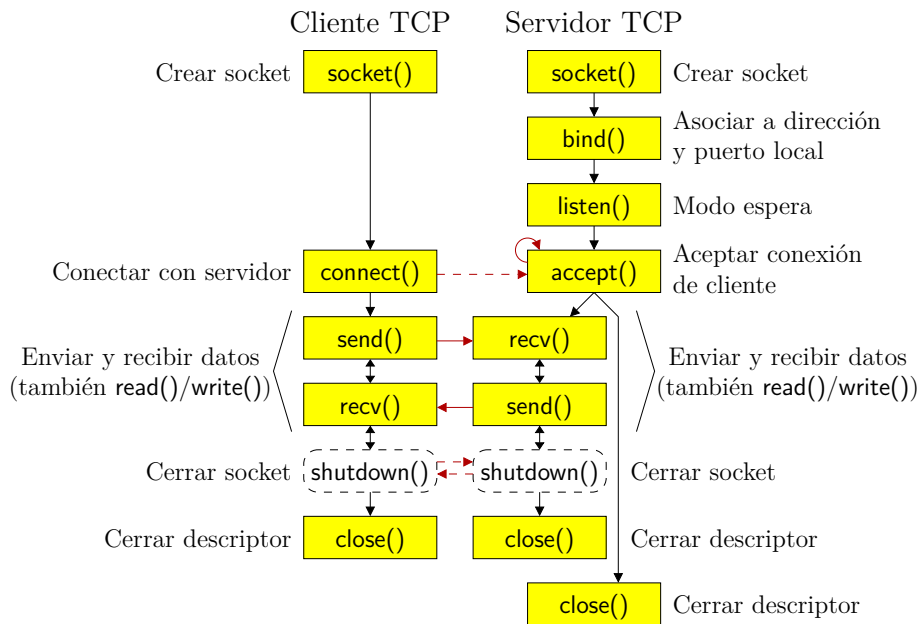 Cliente TCP Servidor TCP
Crear socket socket() socket() Crear socket
bind() Asociar a dirección
y puerto local
listen() Modo espera
Conectar con servidor connect() accept() Aceptar conexión
de cliente
send() recv()
Enviar y recibir datos Enviar y recibir datos
(también read()/write()) (también read()/write())
recv() send()
Cerrar socket shutdown() shutdown() Cerrar socket
Cerrar descriptor close() close() Cerrar descriptor
close() Cerrar descriptor